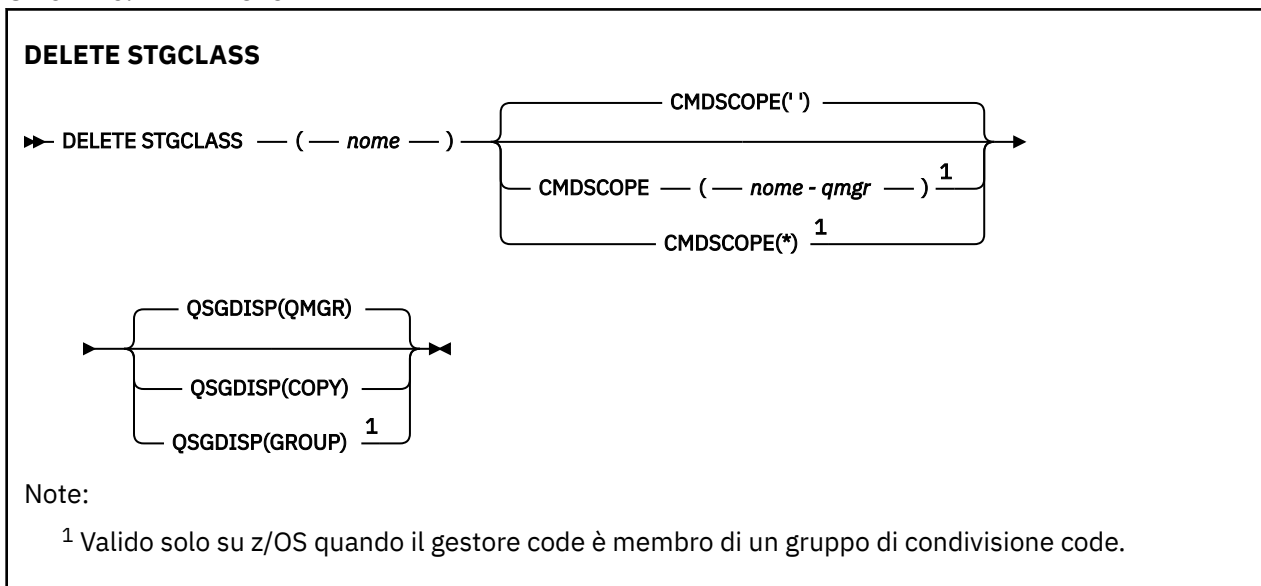 DELETE STGCLASS
CMDSCOPE(' ')
DELETE STGCLASS ( nome )
CMDSCOPE ( nome - qmgr ) 1
CMDSCOPE(*) 1
QSGDISP(QMGR)
QSGDISP(COPY)
QSGDISP(GROUP) 1
Note:
1 Valido solo su z/OS quando il gestore code è membro di un gruppo di condivisione code.